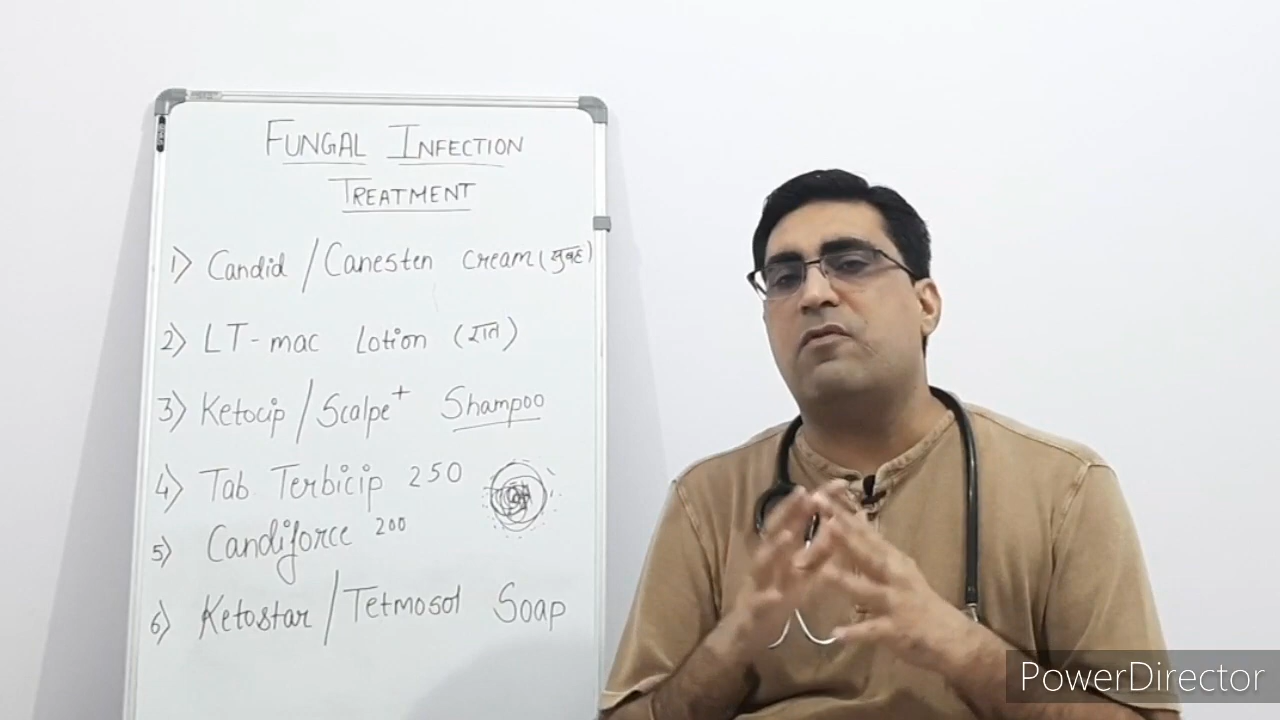 FUNGAL INFECTION
TREATMENT
1) Candid / Canesten cream (सुबह)
2) LT-mac Lotion (रात)
3) Ketocip / Scalpe+ Shampoo
4) Tab Terbicip 250
5) Candiforce 200
6) Ketostar / Tetmosol Soap
PowerDirector